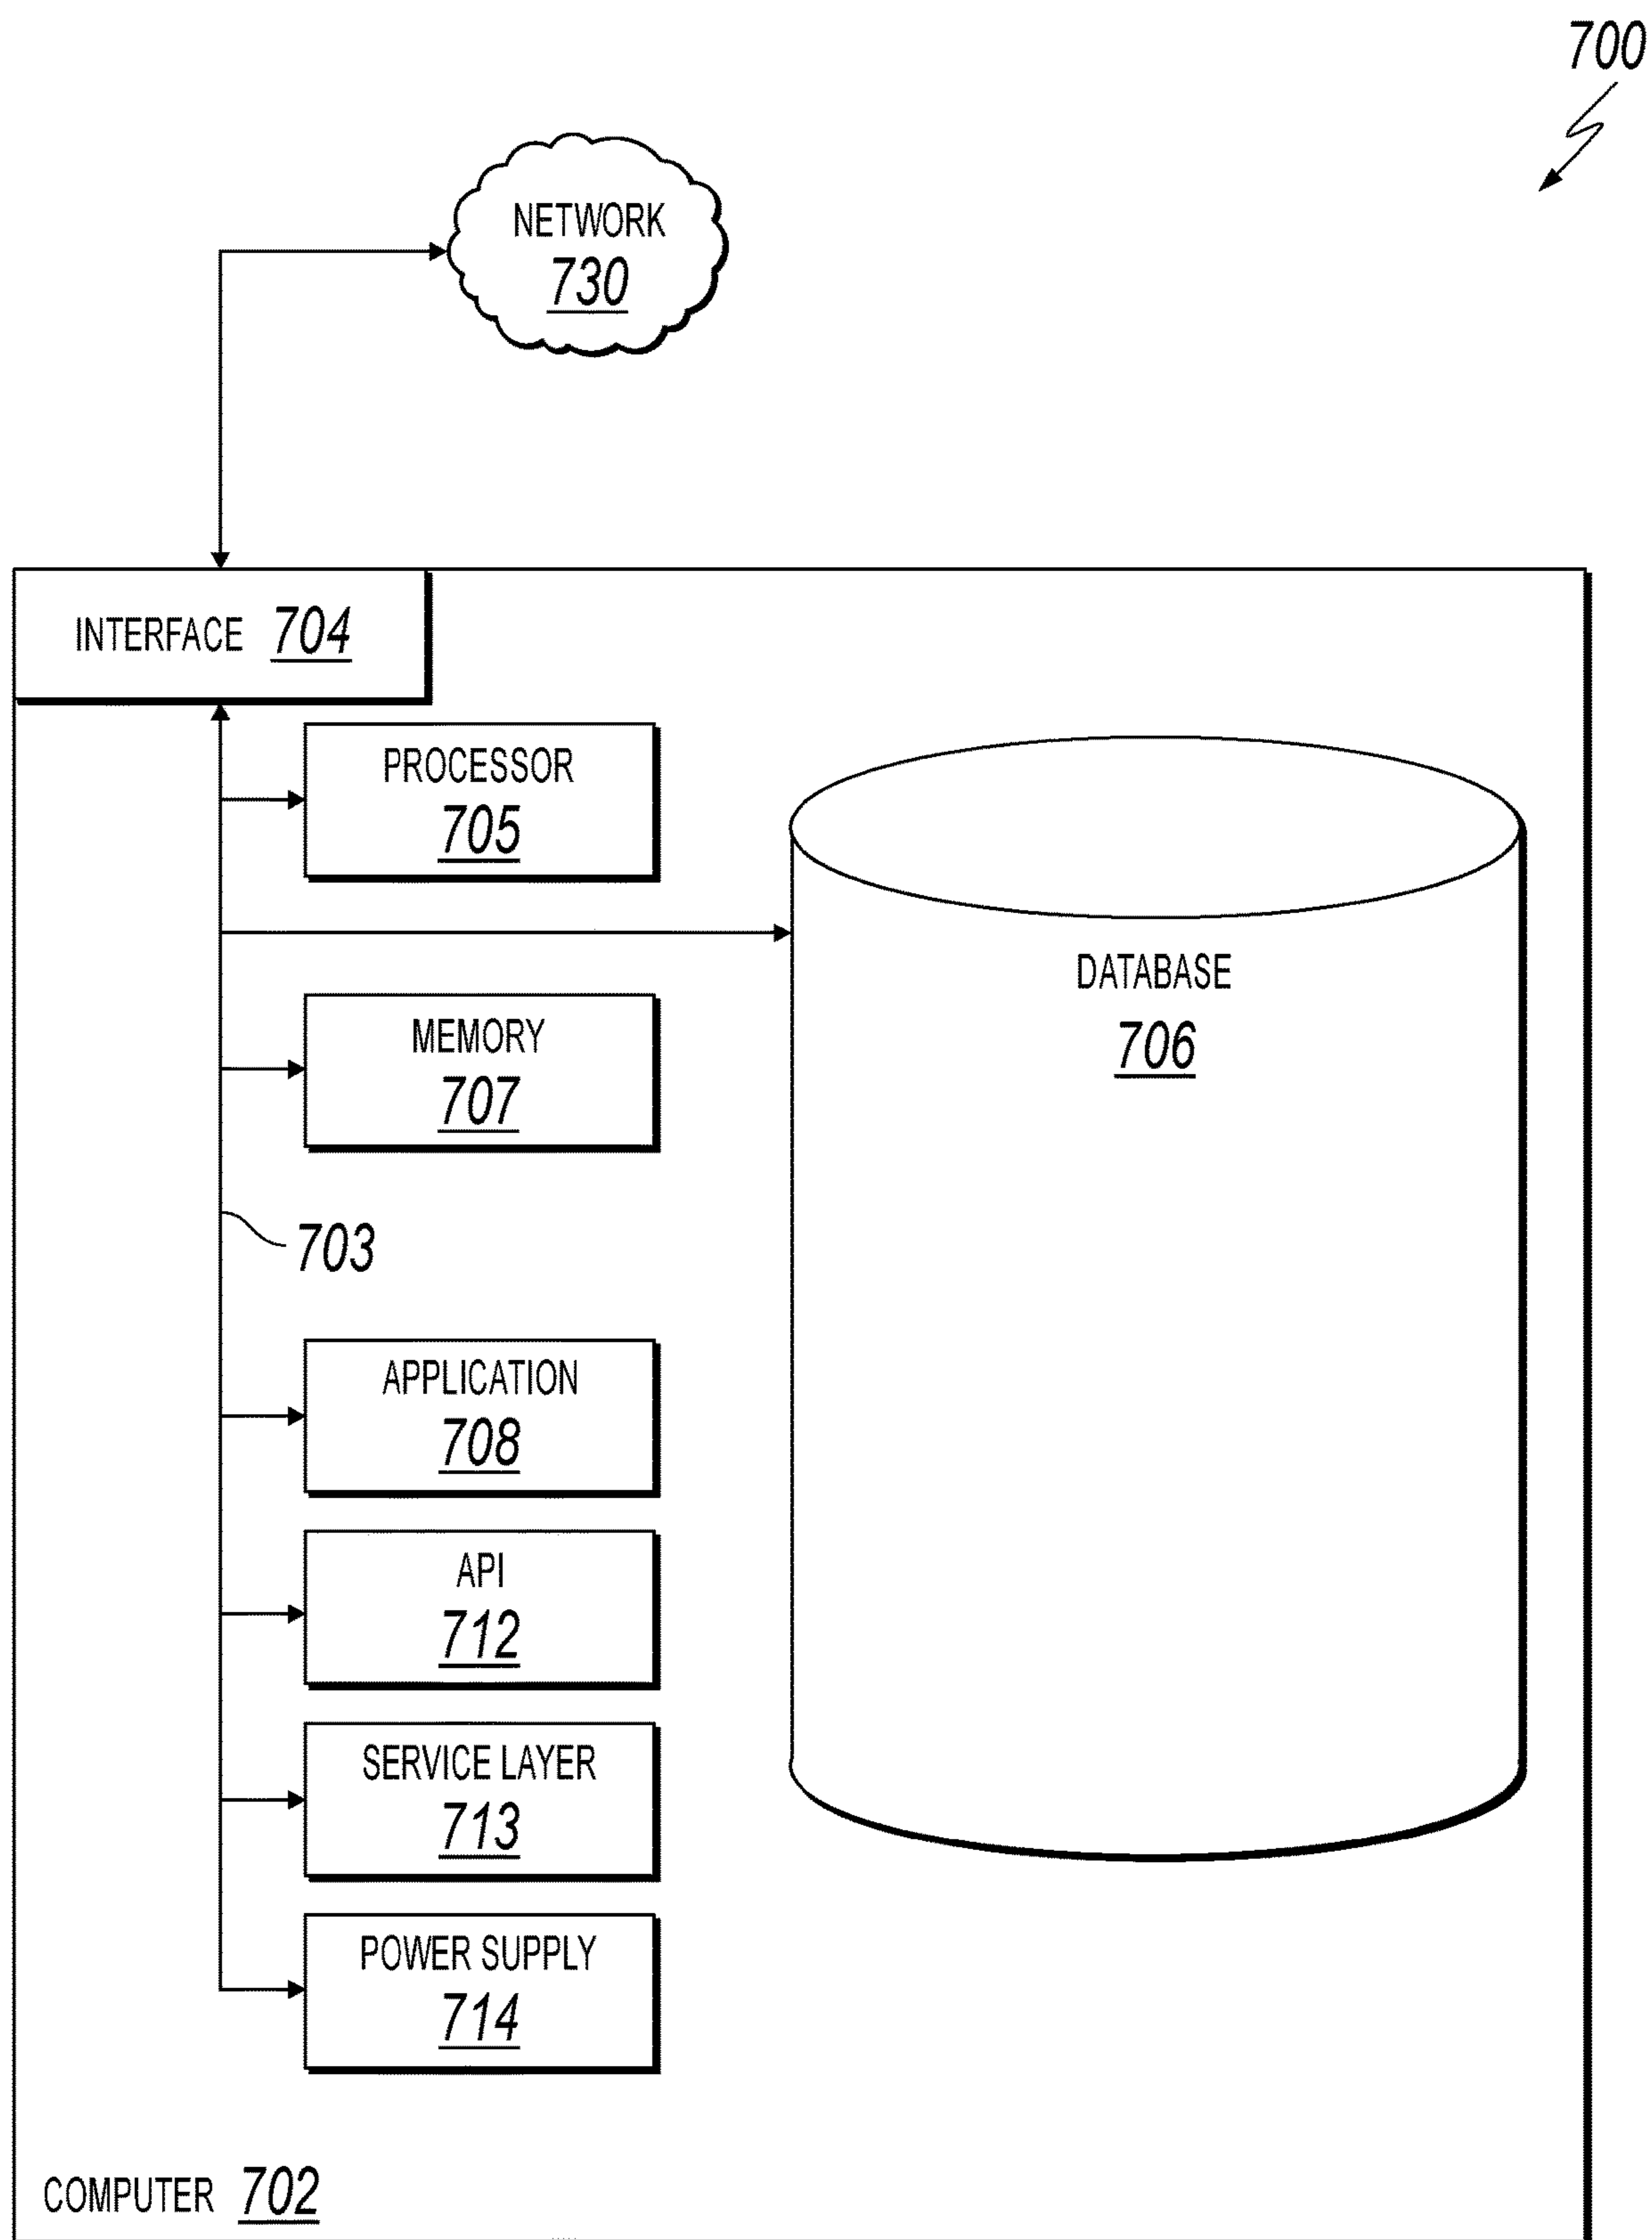 700
NETWORK
730
INTERFACE 704
PROCESSOR
705
DATABASE
706
MEMORY
707
703
APPLICATION
708
API
712
SERVICE LAYER
713
POWER SUPPLY
714
COMPUTER 702